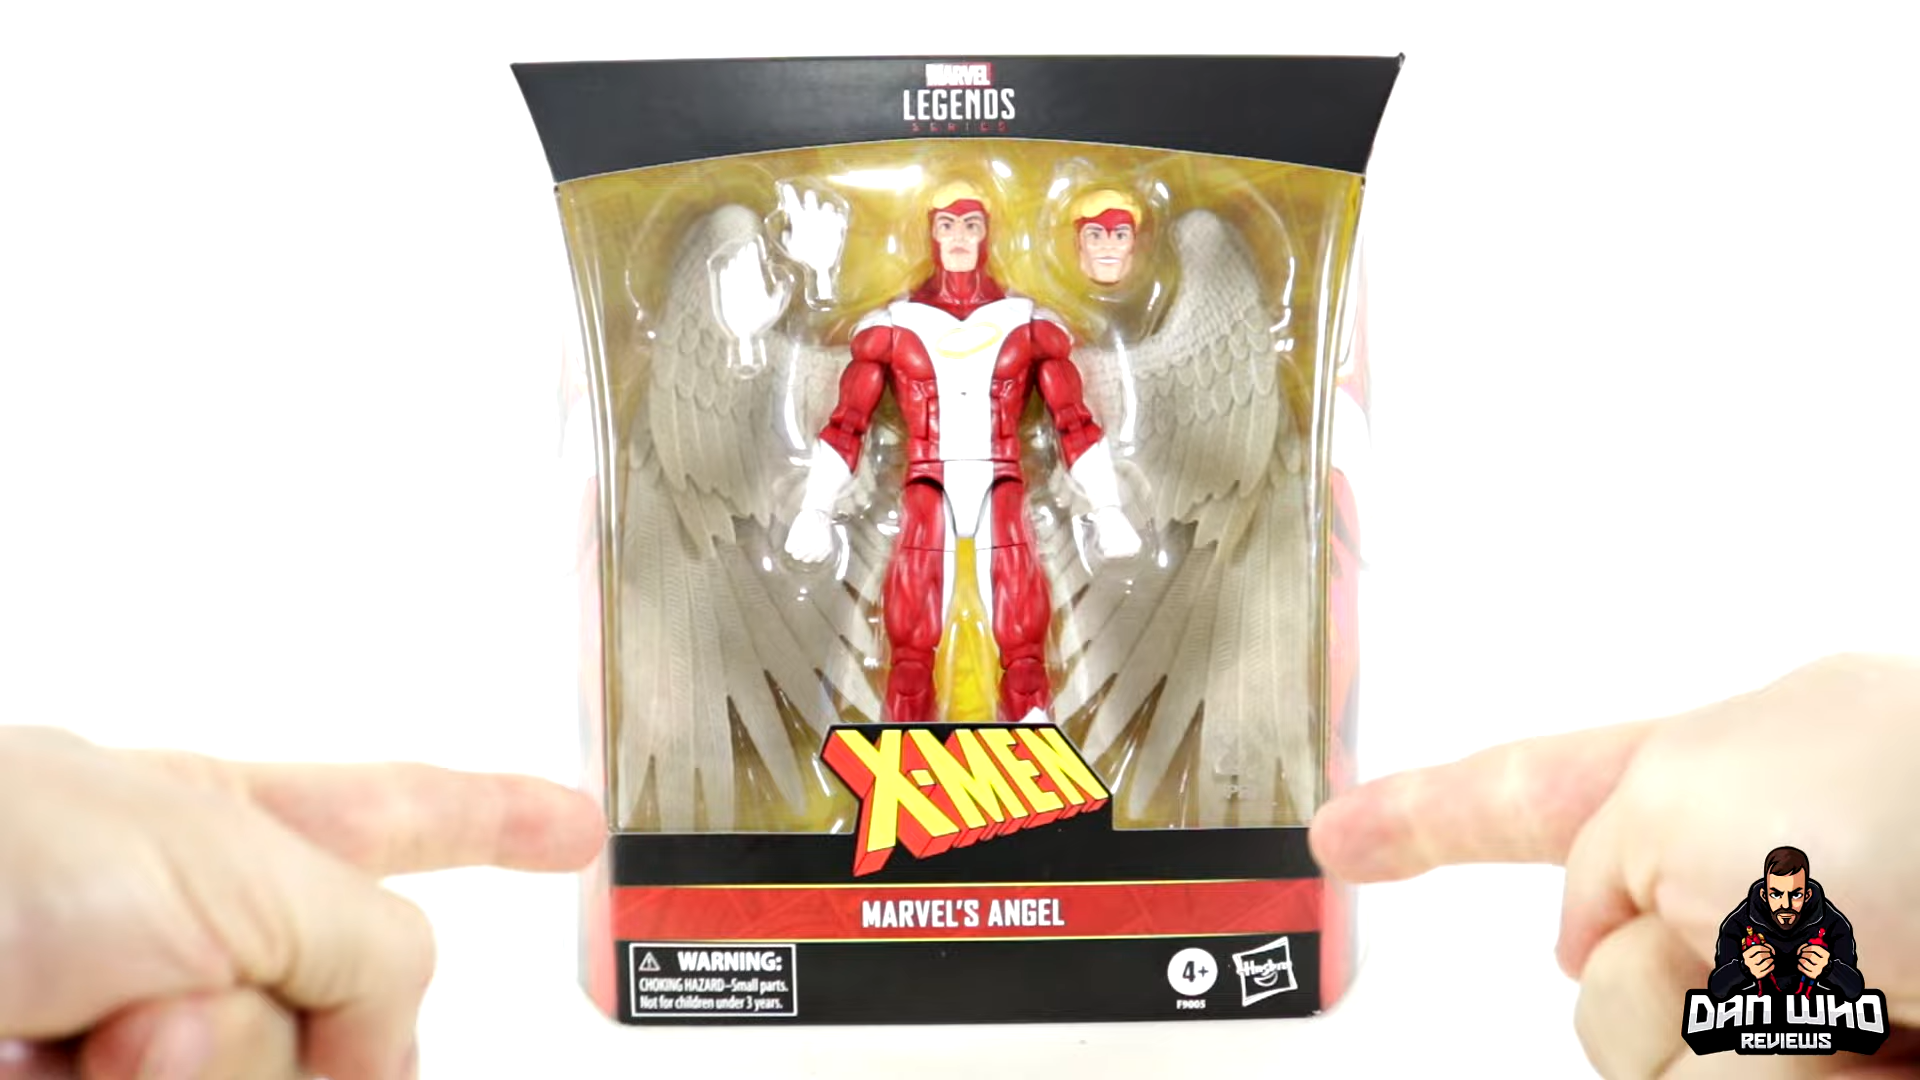 MARVEL
LEGENDS
SERIES
X-MEN
MARVEL'S ANGEL
WARNING:
CHOKING HAZARD–Small parts.
Not for children under 3 years.
4+
F9005
Hasbro
DAN WHO
REVIEWS